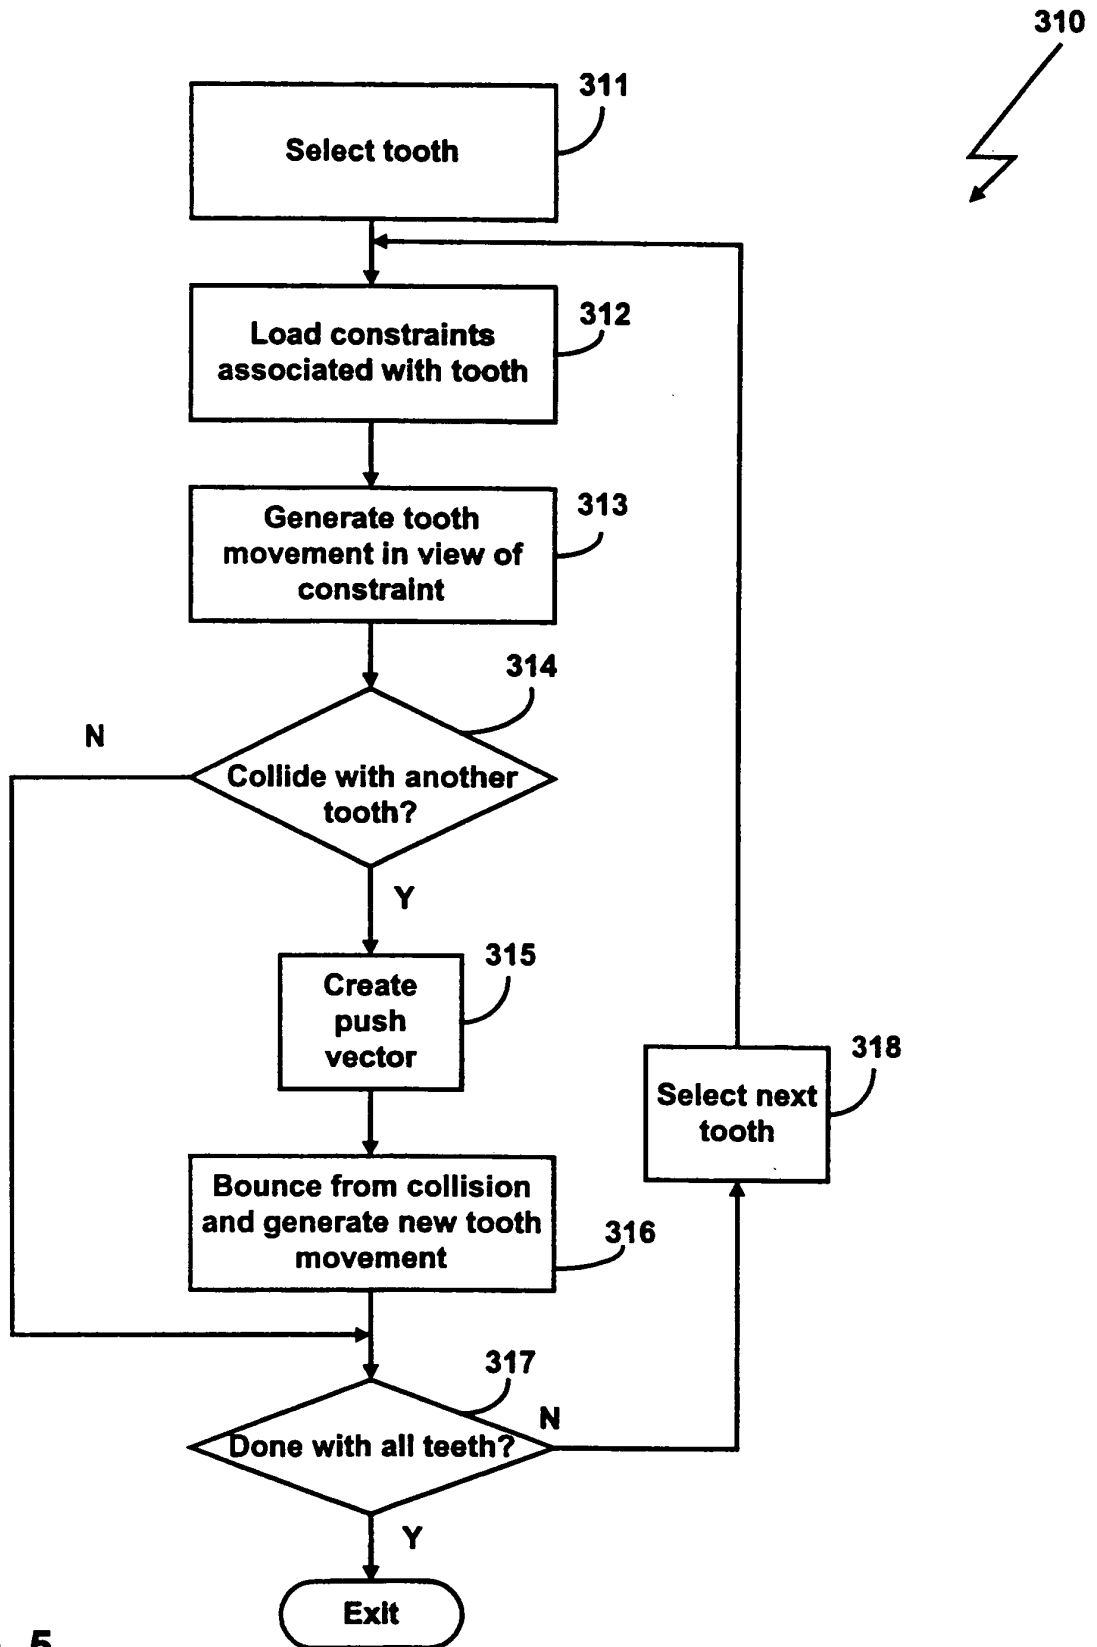 310
311
Select tooth
312
Load constraints
associated with tooth
313
Generate tooth
movement in view of
constraint
314
N
Collide with another
tooth?
Y
315
Create
push
vector
318
Select next
tooth
Bounce from collision
and generate new tooth
movement
316
317
N
Done with all teeth?
Y
Exit
5